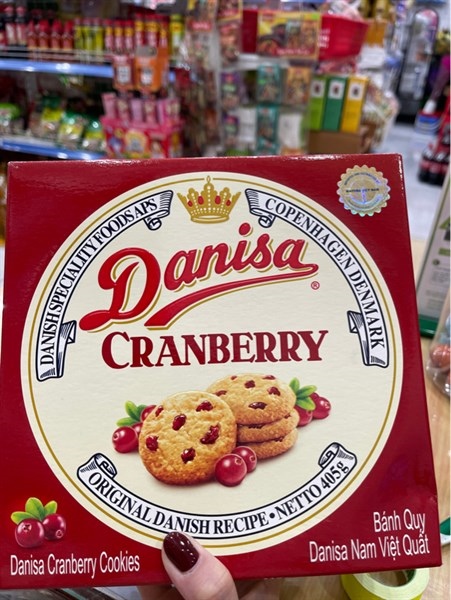 DANISH SPECIALITY FOODS APS
COPENHAGEN DENMARK
Danisa®
CRANBERRY
ORIGINAL DANISH RECIPE • NETTO 405g
Danisa Cranberry Cookies
Bánh Quy
Danisa Nam Việt Quất